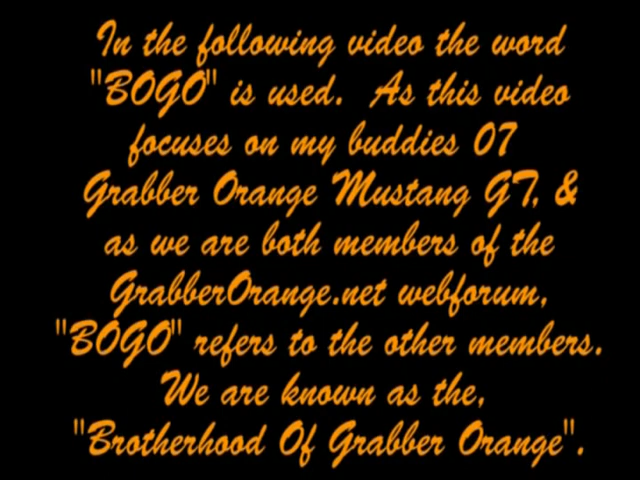 In the following video the word
"BOGO" is used. As this video
focuses on my buddies 07
Grabber Orange Mustang GT, &
as we are both members of the
GrabberOrange.net webforum,
"BOGO" refers to the other members.
We are known as the,
"Brotherhood Of Grabber Orange".